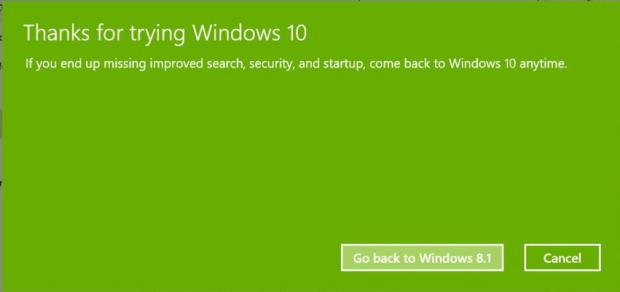 Thanks for trying Windows 10
If you end up missing improved search, security, and startup, come back to Windows 10 anytime.
Go back to Windows 8.1
Cancel